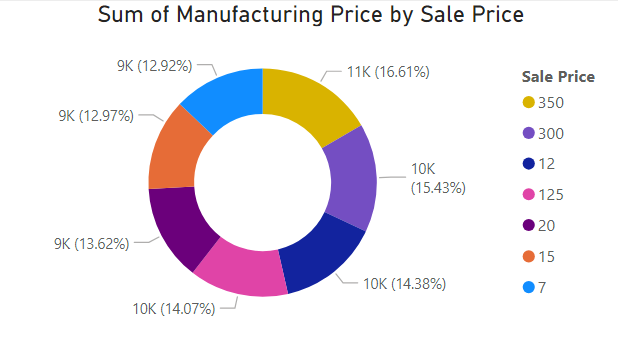 Sum of Manufacturing Price by Sale Price
9K (12.92%)
11K (16.61%)
9K (12.97%)
10K
(15.43%)
9K (13.62%)
10K (14.38%)
10K (14.07%)
Sale Price
350
300
12
125
20
15
7